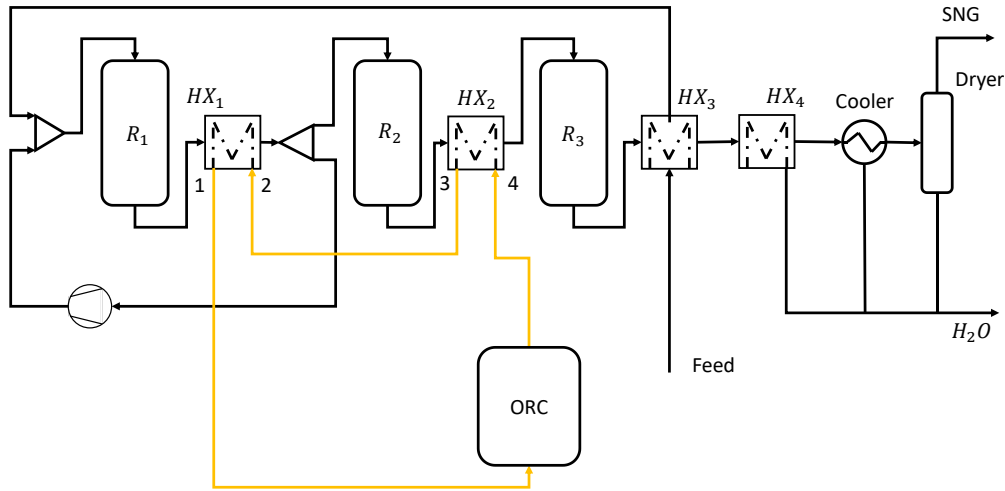 SNG
Dryer
HX₁
HX₂
HX₃
HX₄
Cooler
R₁
R₂
R₃
1
2
3
4
H₂O
Feed
ORC